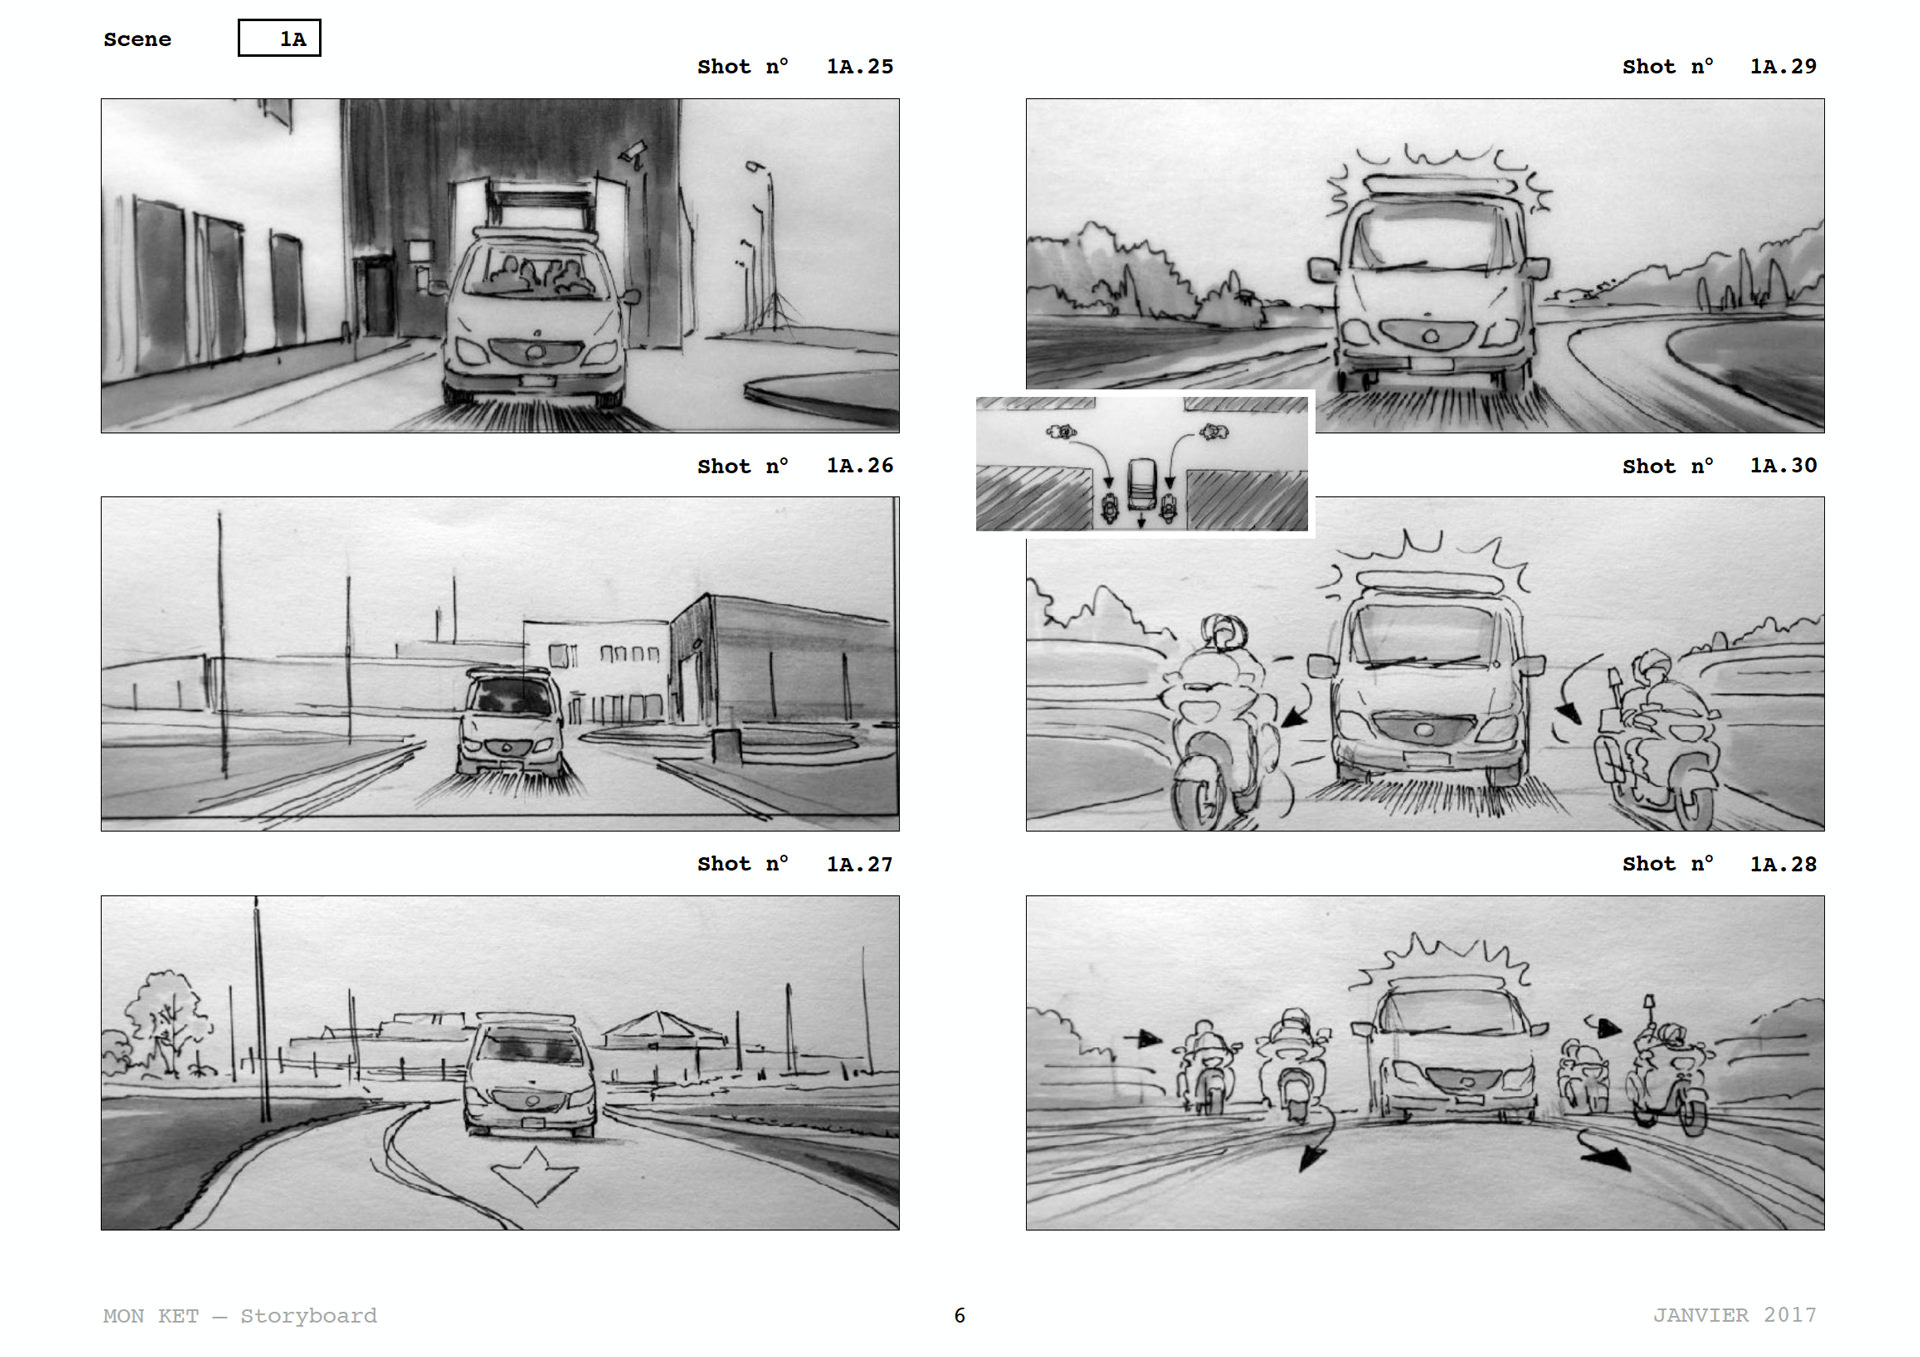 Scene 1A
Shot n° 1A.25
Shot n° 1A.29
Shot n° 1A.26
Shot n° 1A.30
Shot n° 1A.27
Shot n° 1A.28
MON KET — Storyboard
6
JANVIER 2017